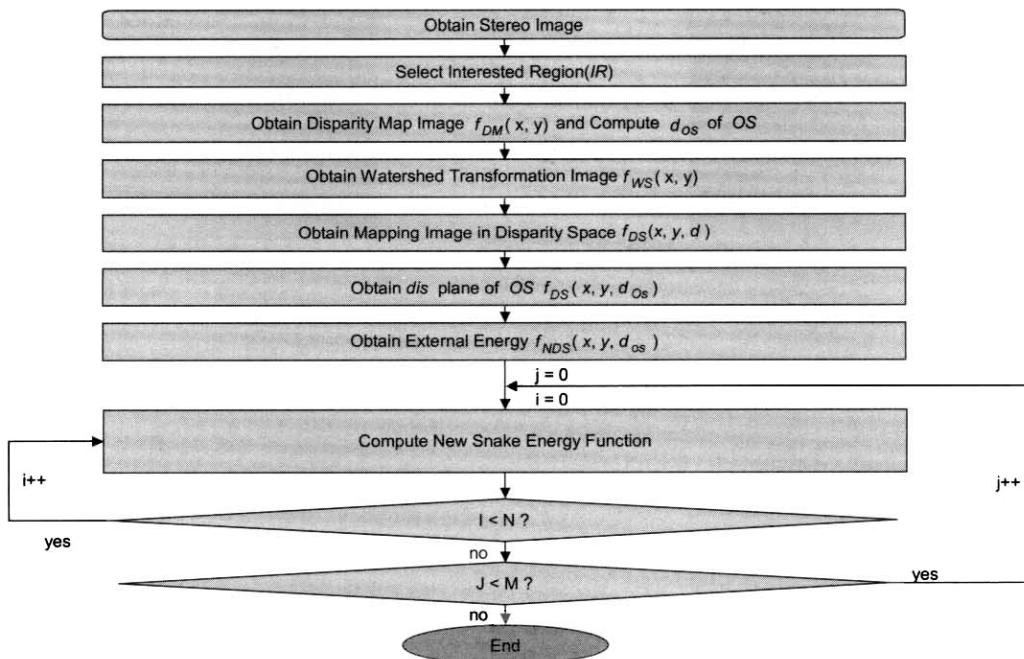 Obtain Stereo Image
Select Interested Region(IR)
Obtain Disparity Map Image f_DM( x, y) and Compute d_os of OS
Obtain Watershed Transformation Image f_WS( x, y)
Obtain Mapping Image in Disparity Space f_DS(x, y, d )
Obtain dis plane of OS f_DS( x, y, d_Os )
Obtain External Energy f_NDS( x, y, d_os )
j = 0
i = 0
Compute New Snake Energy Function
i++
j++
I < N ?
yes
no
J < M ?
yes
no
End